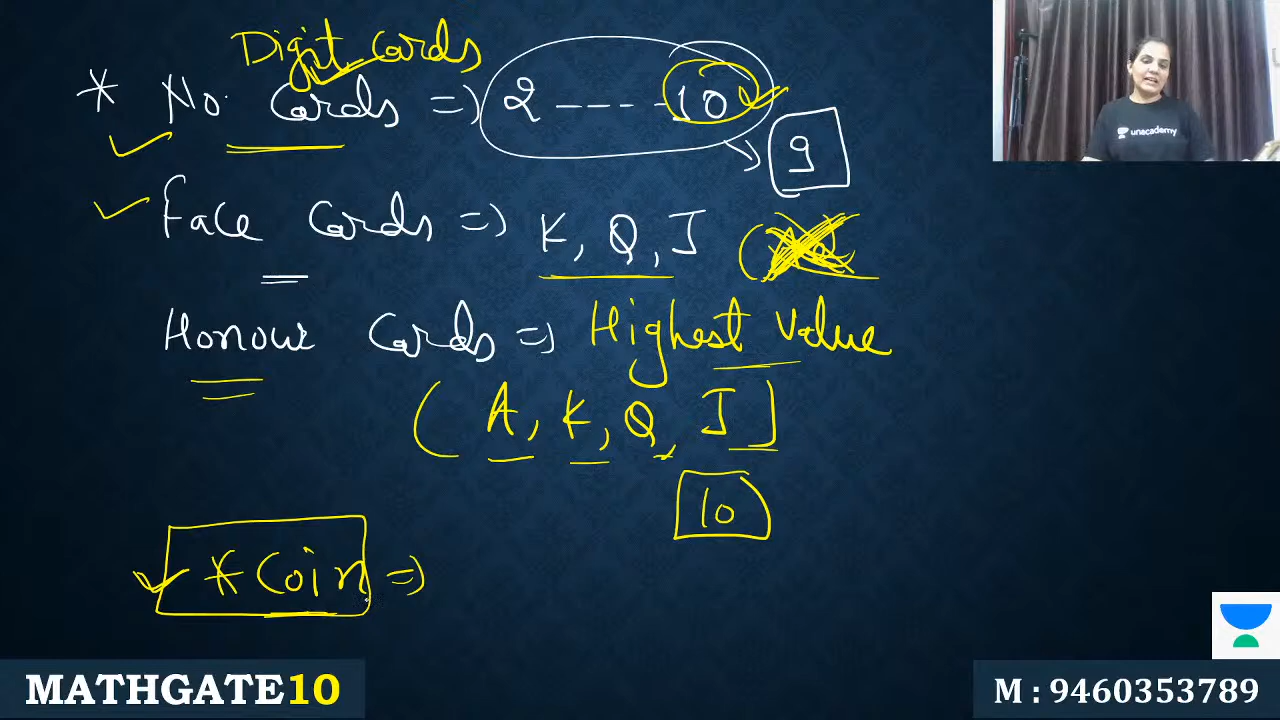 Digit Cards
* No. Cards => 2 ---- 10
9
Face Cards => K, Q, J
Honour Cards => Highest Value
( A, K, Q, J ]
10
* Coin =>
unacademy
MATHGATE10
M : 9460353789